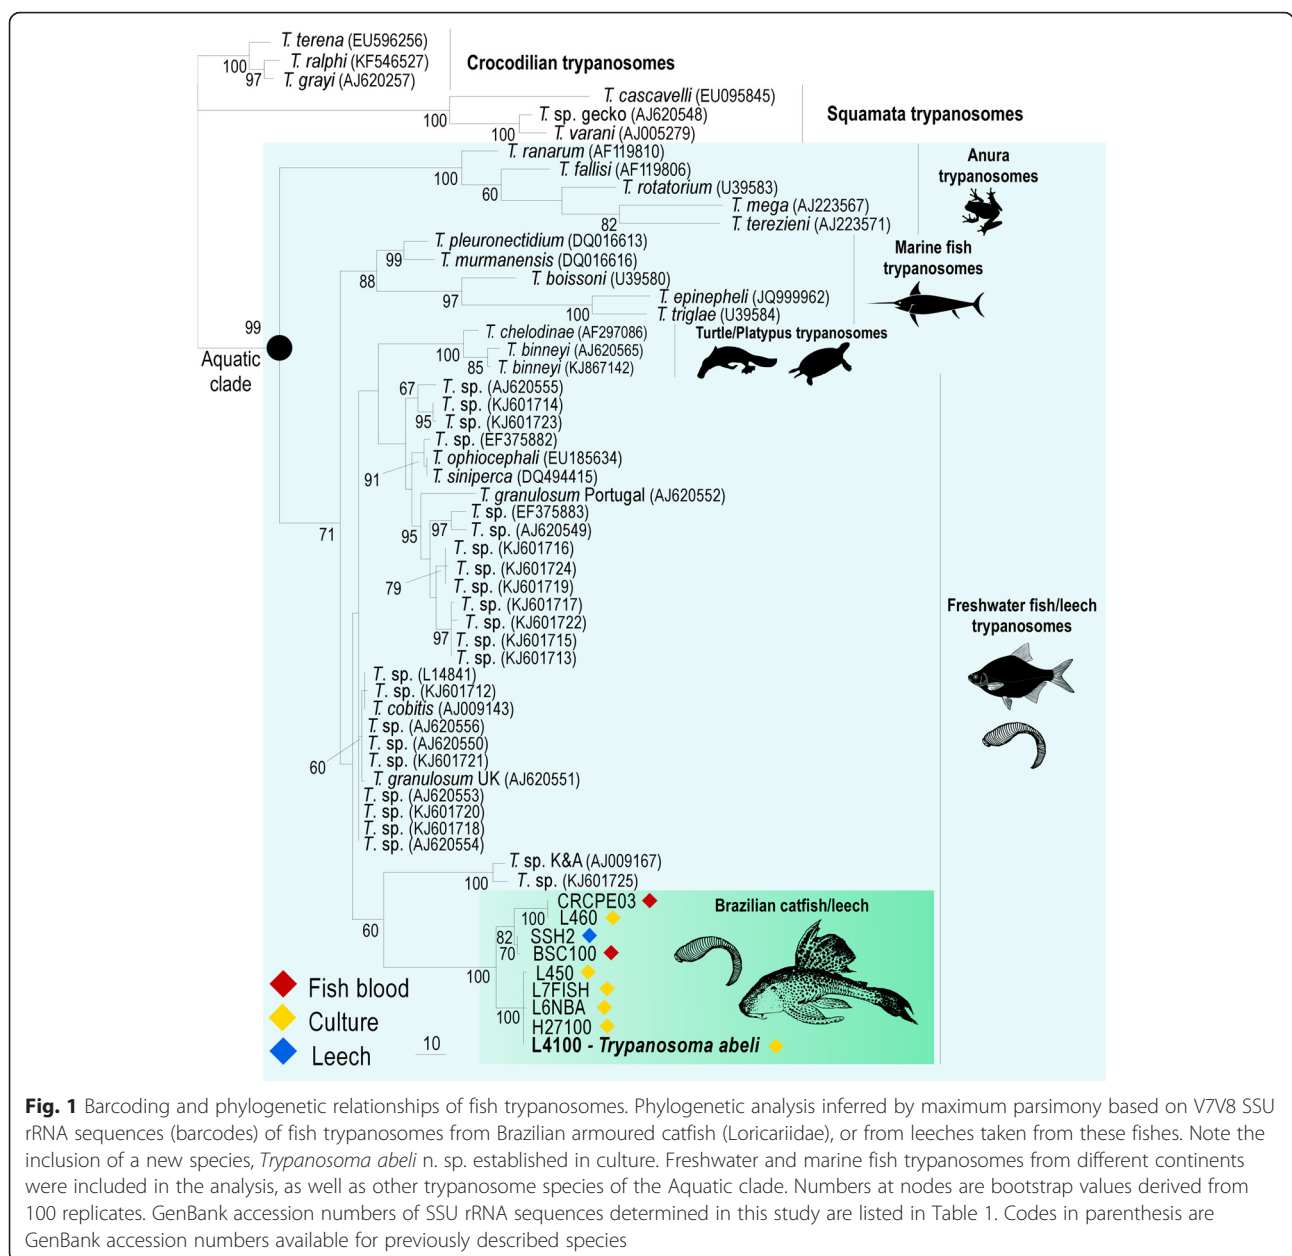 T. terena (EU596256)
T. ralphi (KF546527)
100
97
T. grayi (AJ620257)
Crocodilian trypanosomes
T. cascavelli (EU095845)
T. sp. gecko (AJ620548)
100
100
T. varani (AJ005279)
Squamata trypanosomes
T. ranarum (AF119810)
T. fallisi (AF119806)
100
60
T. rotatorium (U39583)
T. mega (AJ223567)
82
T. terezieni (AJ223571)
Anura
trypanosomes
T. pleuronectidium (DQ016613)
99
T. murmanensis (DQ016616)
88
T. boissoni (U39580)
97
T. epinepheli (JQ999962)
100
T. triglae (U39584)
Marine fish
trypanosomes
99
Aquatic
clade
T. chelodinae (AF297086)
100
T. binneyi (AJ620565)
85
T. binneyi (KJ867142)
Turtle/Platypus trypanosomes
67
T. sp. (AJ620555)
T. sp. (KJ601714)
95
T. sp. (KJ601723)
T. sp. (EF375882)
T. ophiocephali (EU185634)
91
T. siniperca (DQ494415)
T. granulosum Portugal (AJ620552)
T. sp. (EF375883)
71
95
97
T. sp. (AJ620549)
T. sp. (KJ601716)
T. sp. (KJ601724)
79
T. sp. (KJ601719)
T. sp. (KJ601717)
T. sp. (KJ601722)
97
T. sp. (KJ601715)
T. sp. (KJ601713)
Freshwater fish/leech
trypanosomes
T. sp. (L14841)
T. sp. (KJ601712)
T. cobitis (AJ009143)
T. sp. (AJ620556)
T. sp. (AJ620550)
T. sp. (KJ601721)
60
T. granulosum UK (AJ620551)
T. sp. (AJ620553)
T. sp. (KJ601720)
T. sp. (KJ601718)
T. sp. (AJ620554)
T. sp. K&A (AJ009167)
100
T. sp. (KJ601725)
60
CRCPE03
100
L460
82
SSH2
70
BSC100
100
L450
L7FISH
L6NBA
100
H27100
L4100 - Trypanosoma abeli
Brazilian catfish/leech
Fish blood
Culture
Leech
10
Fig. 1 Barcoding and phylogenetic relationships of fish trypanosomes. Phylogenetic analysis inferred by maximum parsimony based on V7V8 SSU
rRNA sequences (barcodes) of fish trypanosomes from Brazilian armoured catfish (Loricariidae), or from leeches taken from these fishes. Note the
inclusion of a new species, Trypanosoma abeli n. sp. established in culture. Freshwater and marine fish trypanosomes from different continents
were included in the analysis, as well as other trypanosome species of the Aquatic clade. Numbers at nodes are bootstrap values derived from
100 replicates. GenBank accession numbers of SSU rRNA sequences determined in this study are listed in Table 1. Codes in parenthesis are
GenBank accession numbers available for previously described species